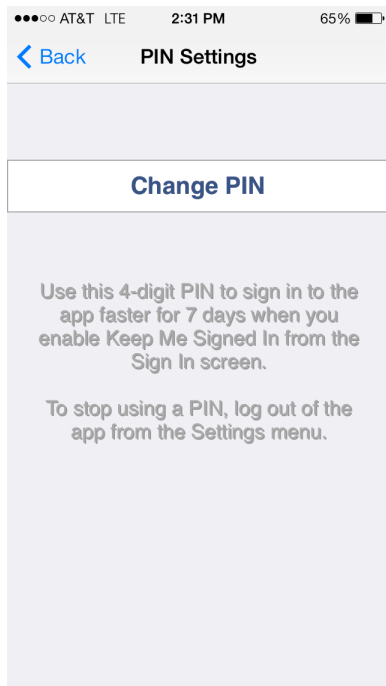 AT&T LTE 2:31 PM 65%
Back PIN Settings
Change PIN
Use this 4-digit PIN to sign in to the
app faster for 7 days when you
enable Keep Me Signed In from the
Sign In screen.
To stop using a PIN, log out of the
app from the Settings menu.